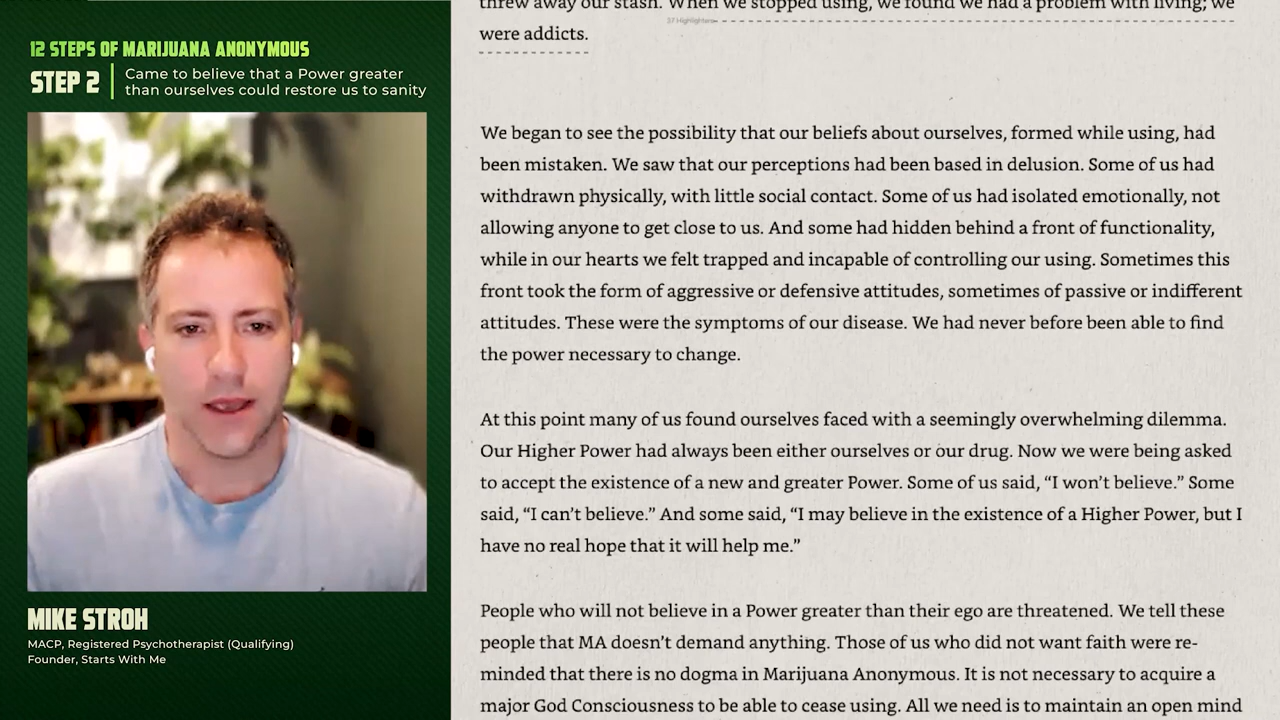 12 STEPS OF MARIJUANA ANONYMOUS
STEP 2
Came to believe that a Power greater
than ourselves could restore us to sanity
MIKE STROH
MACP, Registered Psychotherapist (Qualifying)
Founder, Starts With Me
threw away our stash. When we stopped using, we found we had a problem with living; we
37 Highlighters
were addicts.
We began to see the possibility that our beliefs about ourselves, formed while using, had
been mistaken. We saw that our perceptions had been based in delusion. Some of us had
withdrawn physically, with little social contact. Some of us had isolated emotionally, not
allowing anyone to get close to us. And some had hidden behind a front of functionality,
while in our hearts we felt trapped and incapable of controlling our using. Sometimes this
front took the form of aggressive or defensive attitudes, sometimes of passive or indifferent
attitudes. These were the symptoms of our disease. We had never before been able to find
the power necessary to change.
At this point many of us found ourselves faced with a seemingly overwhelming dilemma.
Our Higher Power had always been either ourselves or our drug. Now we were being asked
to accept the existence of a new and greater Power. Some of us said, “I won’t believe.” Some
said, “I can’t believe.” And some said, “I may believe in the existence of a Higher Power, but I
have no real hope that it will help me.”
People who will not believe in a Power greater than their ego are threatened. We tell these
people that MA doesn’t demand anything. Those of us who did not want faith were re-
minded that there is no dogma in Marijuana Anonymous. It is not necessary to acquire a
major God Consciousness to be able to cease using. All we need is to maintain an open mind